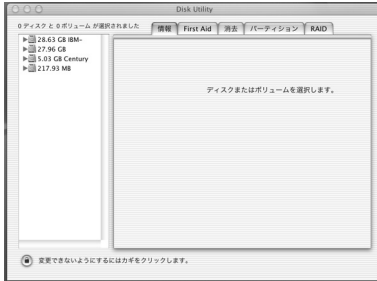 Disk Utility
0 ディスク と 0 ボリューム が選択されました
情報 First Aid 消去 パーティション RAID
28.63 GB IBM-
27.96 GB
5.03 GB Century
217.93 MB
ディスクまたはボリュームを選択します。
変更できないようにするにはカギをクリックします。